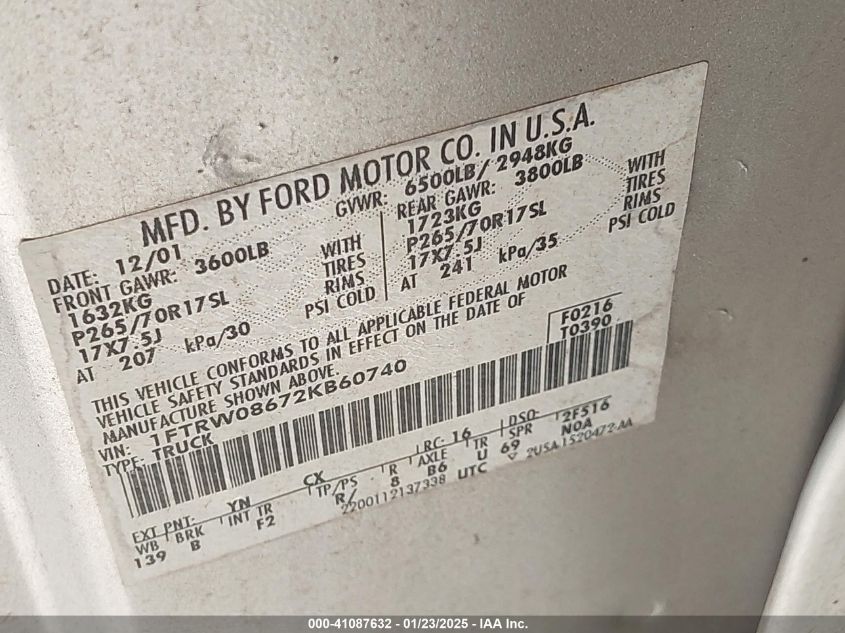 MFD. BY FORD MOTOR CO. IN U.S.A.
DATE: 12/01 GVWR: 6500LB/ 2948KG
FRONT GAWR: 3600LB REAR GAWR: 3800LB
1632KG WITH 1723KG WITH
P265/70R17SL TIRES P265/70R17SL TIRES
17X7.5J RIMS 17X7.5J RIMS
AT 207 kPa/30 PSI COLD AT 241 kPa/35 PSI COLD
THIS VEHICLE CONFORMS TO ALL APPLICABLE FEDERAL MOTOR
VEHICLE SAFETY STANDARDS IN EFFECT ON THE DATE OF
MANUFACTURE SHOWN ABOVE.
VIN: 1FTRW08672KB60740
F0216
T0390
TYPE: TRUCK
EXT PNT: YN CX RC: 16 DSO: 2F516
WB BRK INT TR TP/PS R AXLE TR SPR N0A
139 B F2 R/ 8 B6 U 69
2200112137338 UTC 2USA1520472-AA
000-41087632 - 01/23/2025 - IAA Inc.